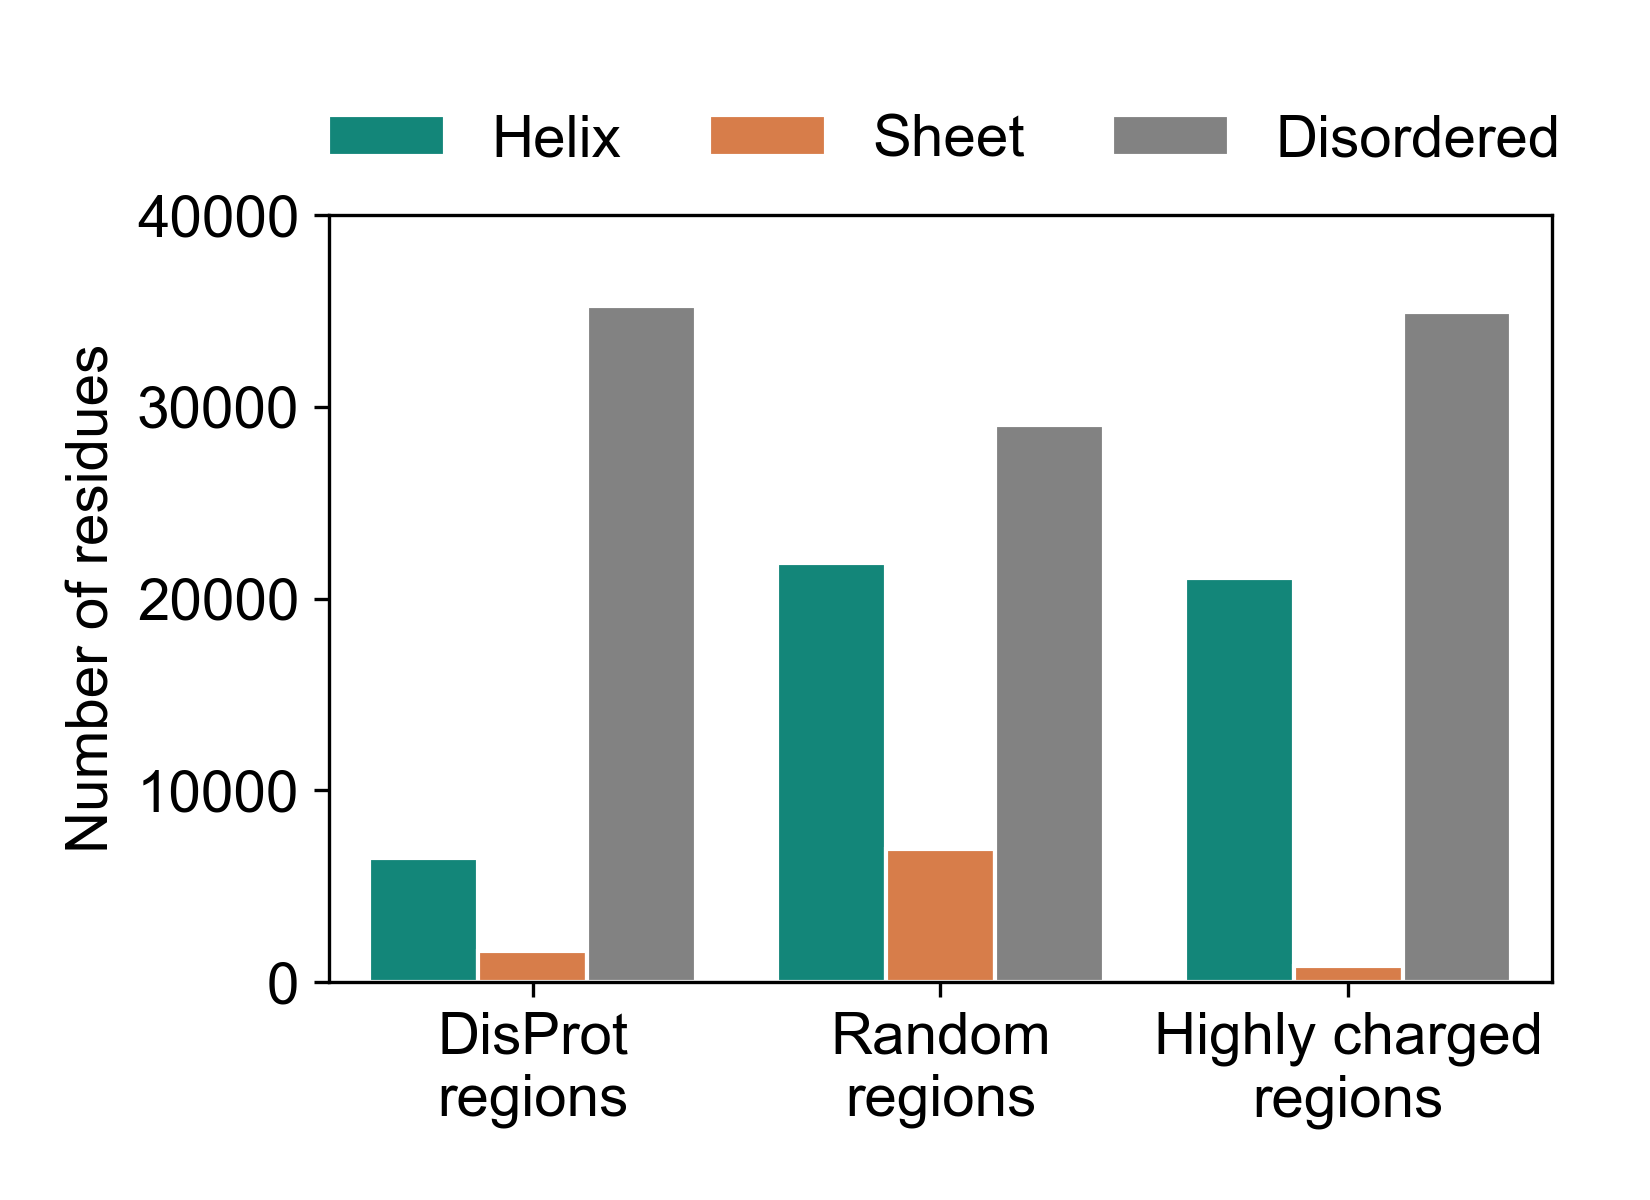 Helix Sheet Disordered
40000
30000
20000
10000
0
Number of residues
DisProt regions
Random regions
Highly charged regions